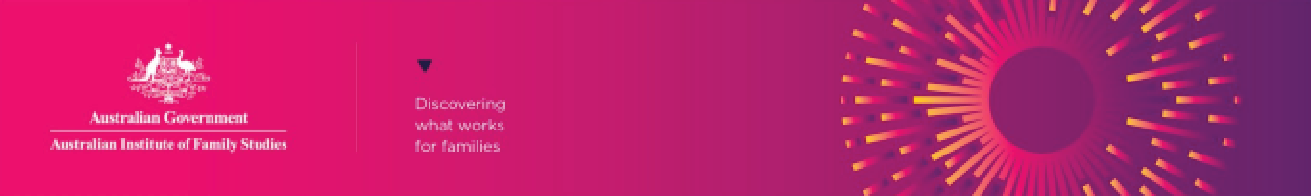 Australian Government
Australian Institute of Family Studies
Discovering
what works
for families